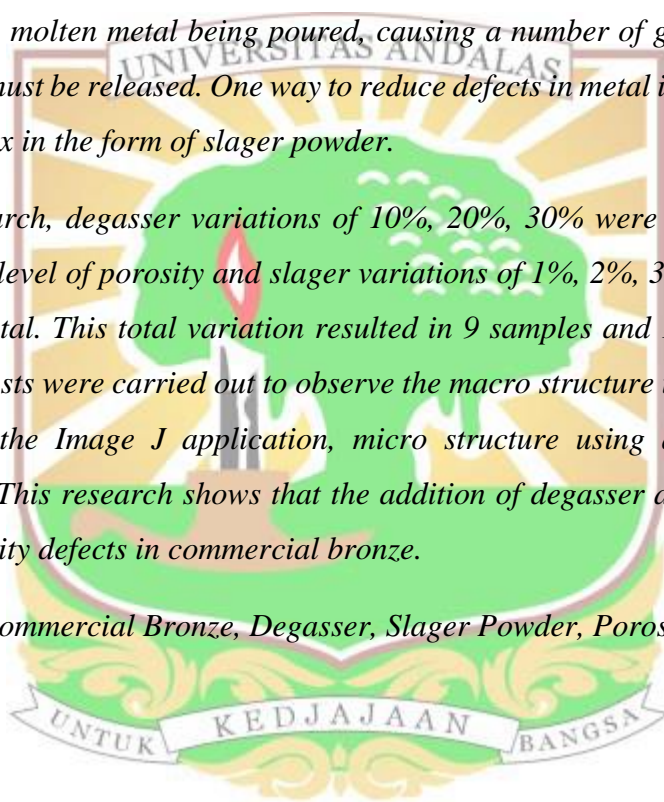 molten metal being poured, causing a number of g
UNIVERSITAS ANDALAS
must be released. One way to reduce defects in metal i
x in the form of slager powder.
arch, degasser variations of 10%, 20%, 30% were
level of porosity and slager variations of 1%, 2%, 3
tal. This total variation resulted in 9 samples and
sts were carried out to observe the macro structure
the Image J application, micro structure using
This research shows that the addition of degasser a
ity defects in commercial bronze.
ommercial Bronze, Degasser, Slager Powder, Poros
UNTUK KEDJAJAAN BANGSA